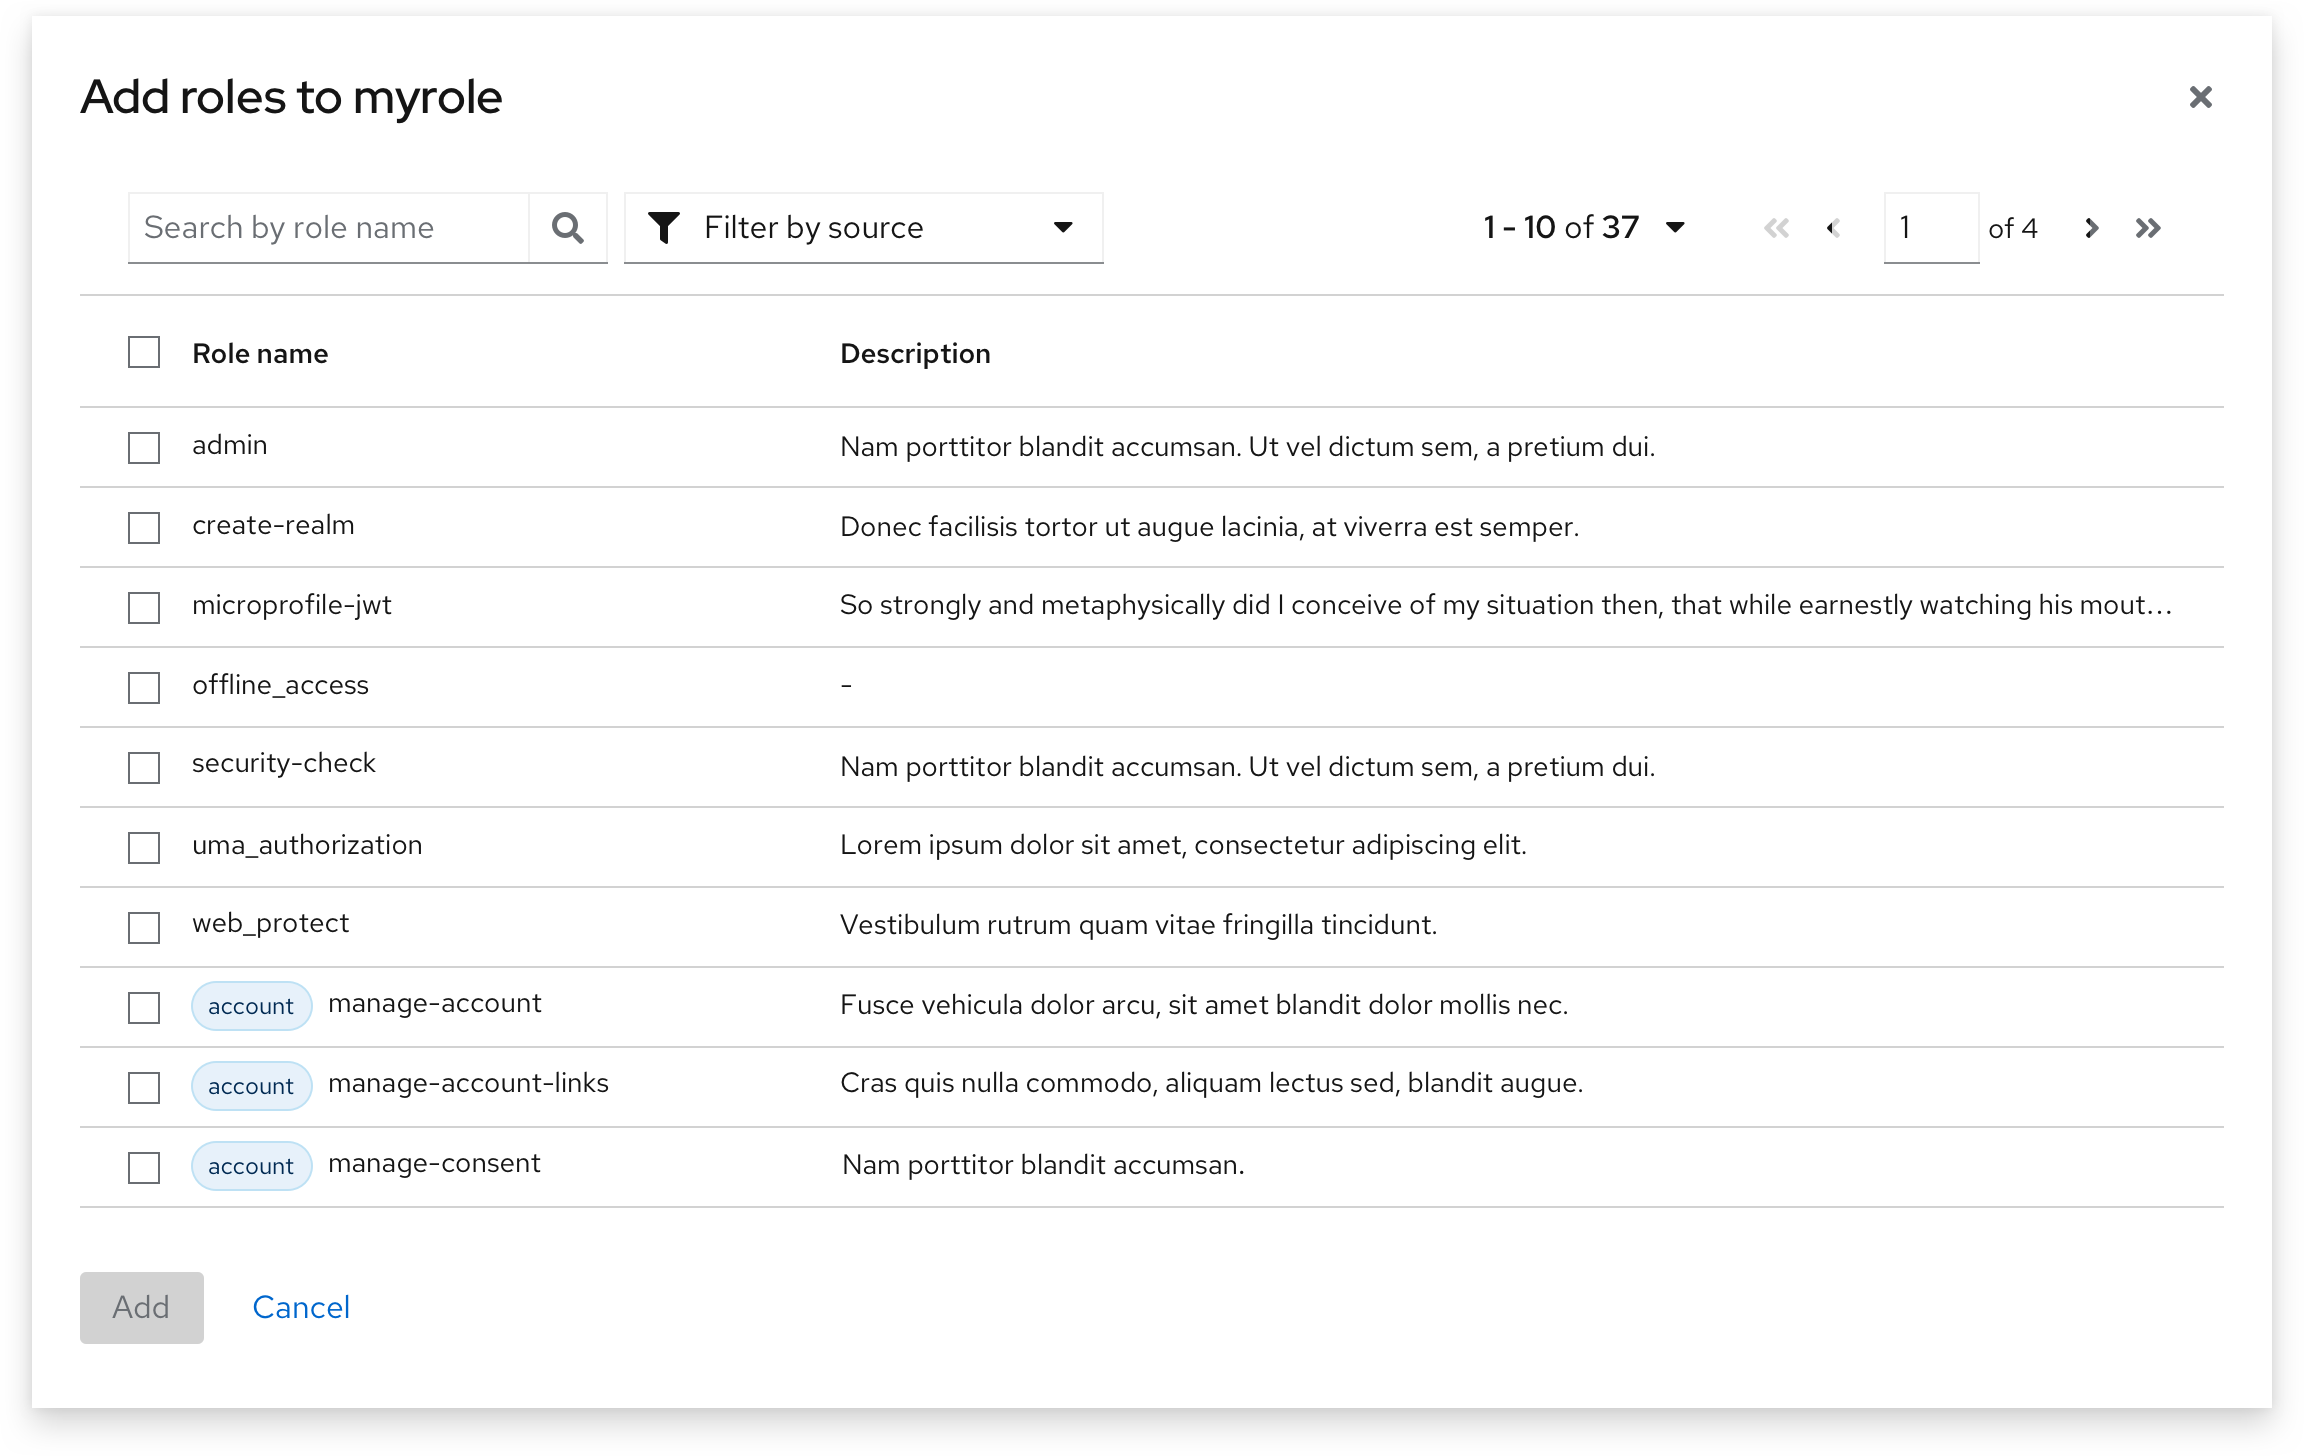 Add roles to myrole
Search by role name
Filter by source
1 - 10 of 37
1 of 4
Role name Description
admin Nam porttitor blandit accumsan. Ut vel dictum sem, a pretium dui.
create-realm Donec facilisis tortor ut augue lacinia, at viverra est semper.
microprofile-jwt So strongly and metaphysically did I conceive of my situation then, that while earnestly watching his mout...
offline_access -
security-check Nam porttitor blandit accumsan. Ut vel dictum sem, a pretium dui.
uma_authorization Lorem ipsum dolor sit amet, consectetur adipiscing elit.
web_protect Vestibulum rutrum quam vitae fringilla tincidunt.
account manage-account Fusce vehicula dolor arcu, sit amet blandit dolor mollis nec.
account manage-account-links Cras quis nulla commodo, aliquam lectus sed, blandit augue.
account manage-consent Nam porttitor blandit accumsan.
Add Cancel